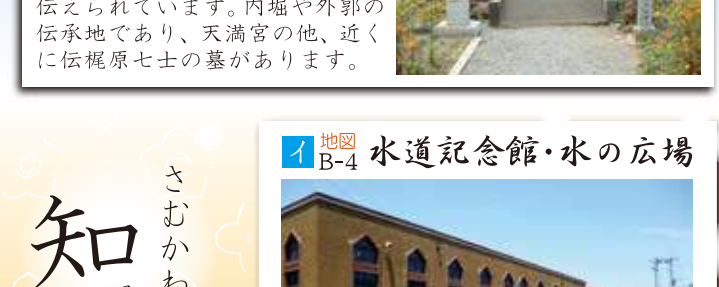 伝えられています。内堀や外郭の
伝承地であり、天満宮の他、近く
に伝梶原七士の墓があります。
イ 地図 B-4 水道記念館・水の広場
さむかわ
知